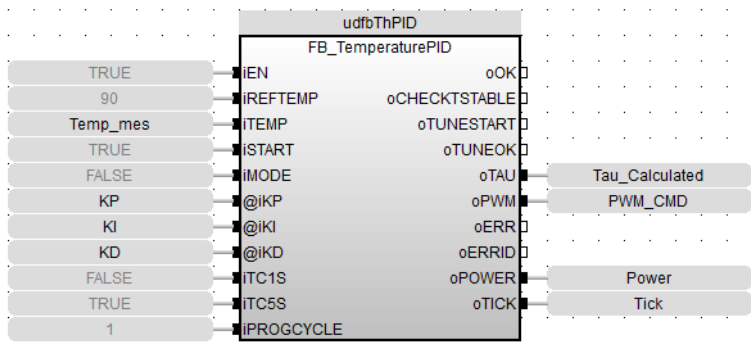 udfbThPID
FB_TemperaturePID
TRUE iEN oOK
90 iREFTEMP oCHECKTSTABLE
Temp_mes iTEMP oTUNESTART
TRUE iSTART oTUNEOK
FALSE iMODE oTAU Tau_Calculated
KP @iKP oPWM PWM_CMD
KI @iKI oERR
KD @iKD oERRID
FALSE iTC1S oPOWER Power
TRUE iTC5S oTICK Tick
1 iPROGCYCLE